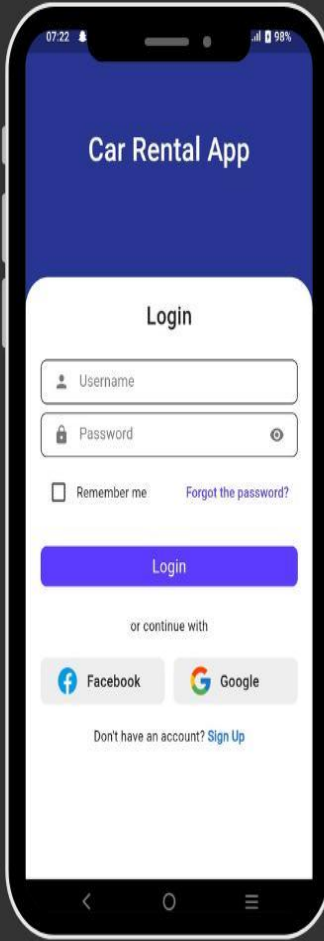 07:22 98%
Car Rental App
Login
Username
Password
Remember me Forgot the password?
Login
or continue with
Facebook Google
Don't have an account? Sign Up